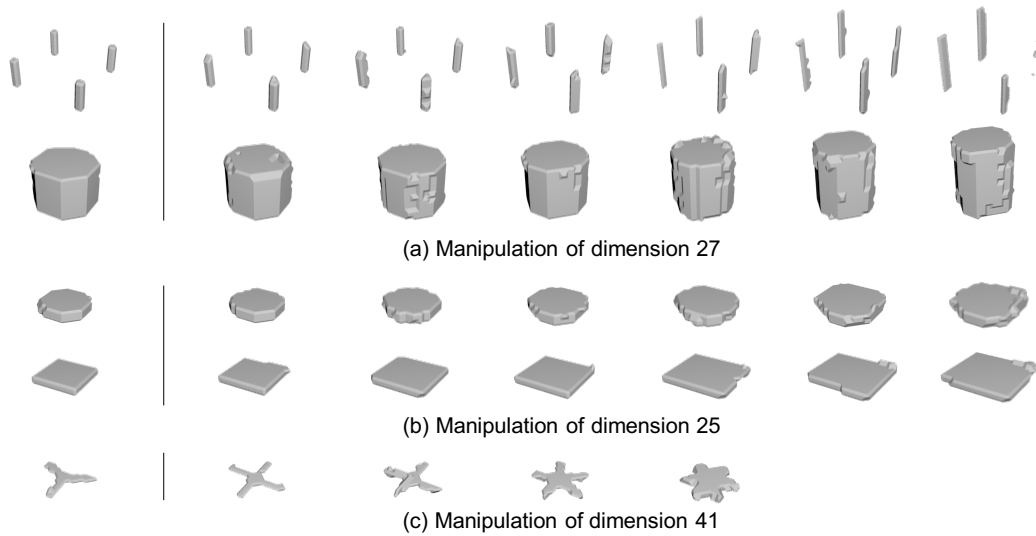 (a) Manipulation of dimension 27
(b) Manipulation of dimension 25
(c) Manipulation of dimension 41